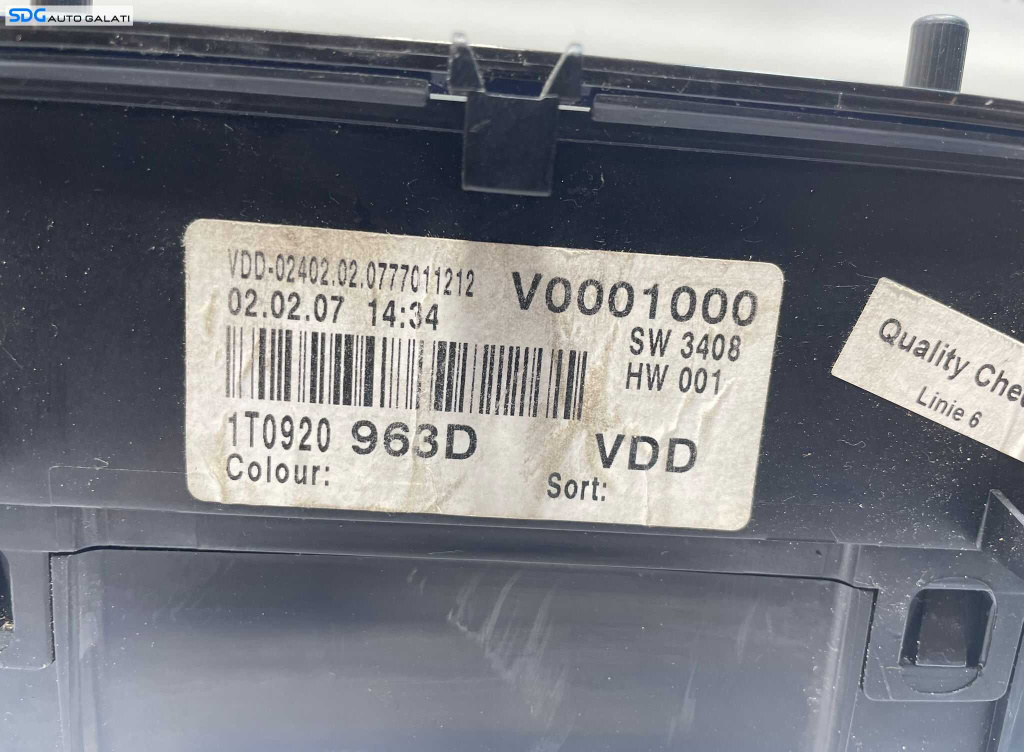 SDG AUTO GALATI
VDD-02402.02.0777011212
V0001000
02.02.07 14:34
SW 3408
HW 001
1T0920 963D
VDD
Colour:
Sort:
Quality
Linie 6